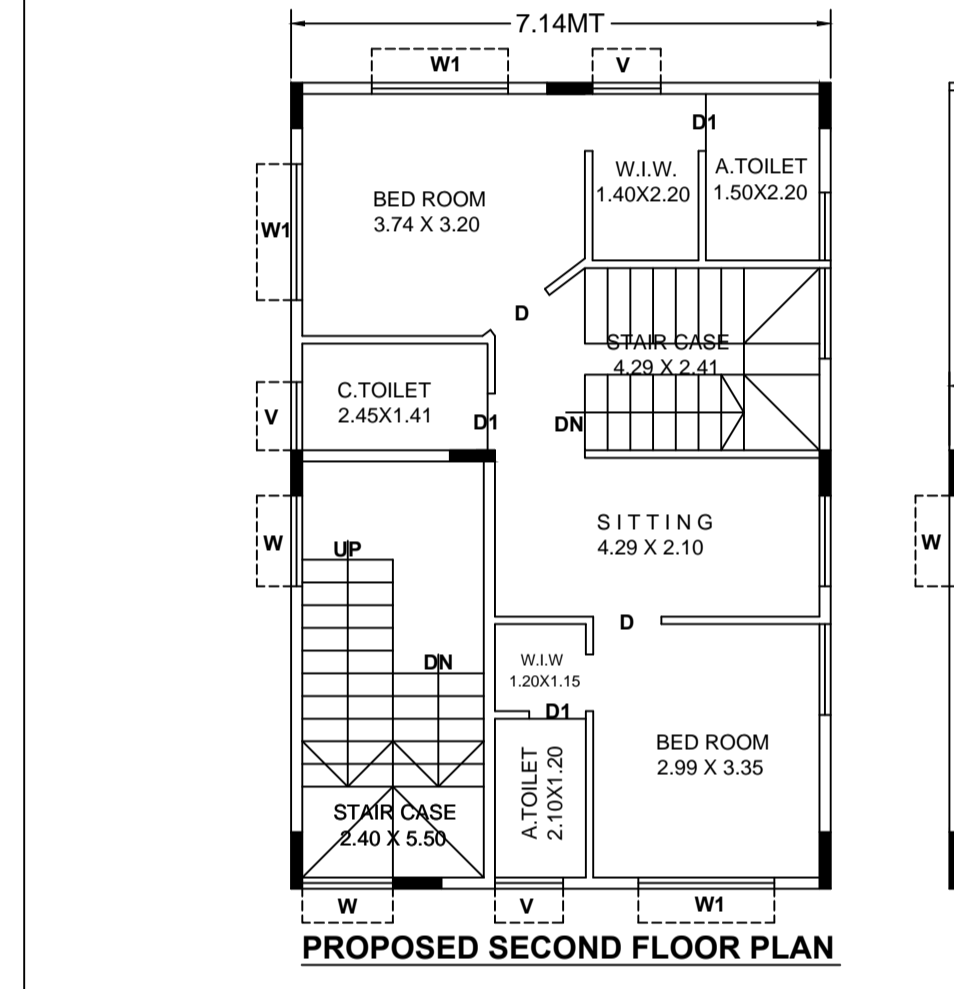 7.14MT
W1
V
D1
W.I.W.
1.40X2.20
A.TOILET
1.50X2.20
BED ROOM
3.74 X 3.20
W1
D
STAIR CASE
4.29 X 2.41
C.TOILET
2.45X1.41
V
D1
DN
SITTING
4.29 X 2.10
W
W
UP
D
DN
W.I.W
1.20X1.15
D1
BED ROOM
2.99 X 3.35
A.TOILET
2.10X1.20
STAIR CASE
2.40 X 5.50
W
V
W1
PROPOSED SECOND FLOOR PLAN